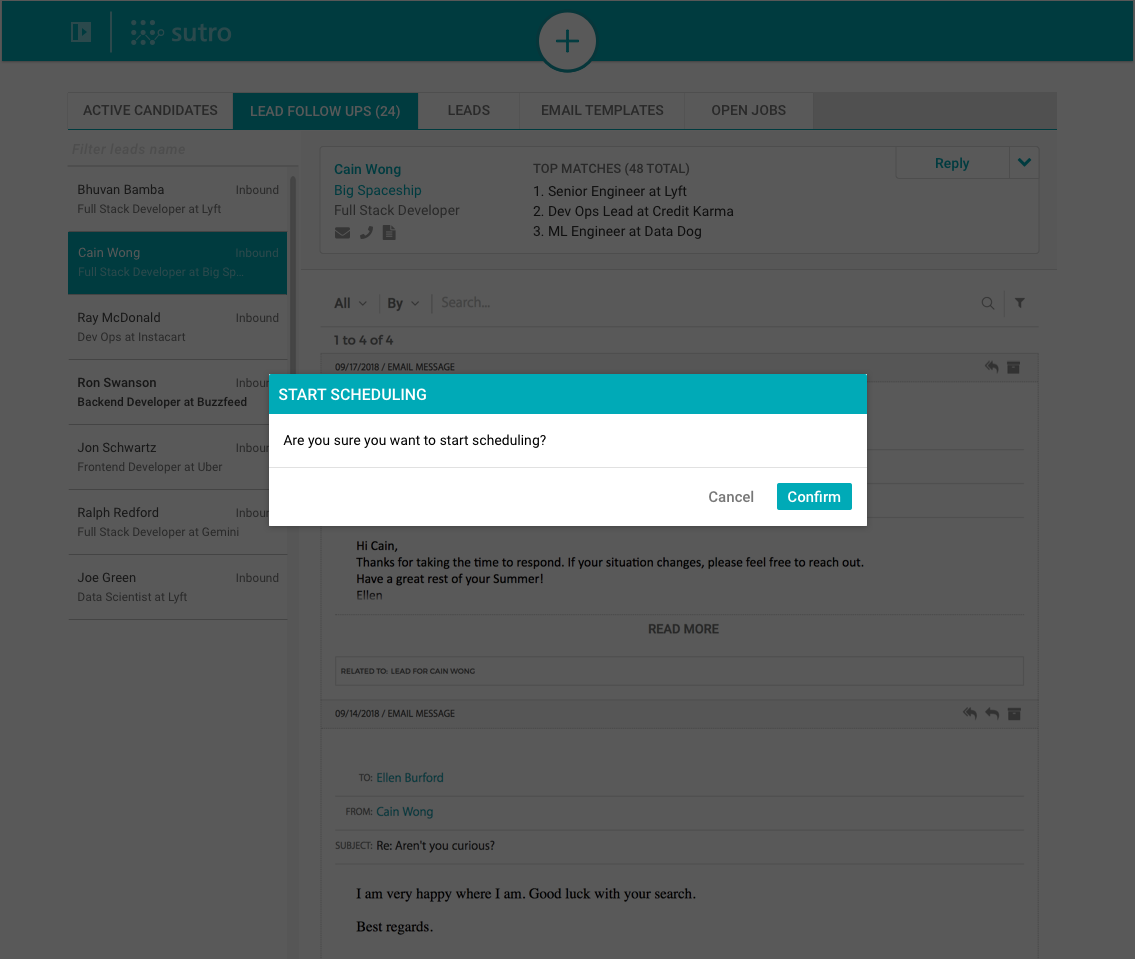 sutro
ACTIVE CANDIDATES
LEAD FOLLOW UPS (24)
LEADS
EMAIL TEMPLATES
OPEN JOBS
Filter leads name
Bhuvan Bamba Inbound
Full Stack Developer at Lyft
Cain Wong Inbound
Full Stack Developer at Big Sp...
Ray McDonald Inbound
Dev Ops at Instacart
Ron Swanson Inbou
Backend Developer at Buzzfeed
Jon Schwartz Inbou
Frontend Developer at Uber
Ralph Redford Inbou
Full Stack Developer at Gemini
Joe Green Inbound
Data Scientist at Lyft
Cain Wong
Big Spaceship
Full Stack Developer
TOP MATCHES (48 TOTAL)
1. Senior Engineer at Lyft
2. Dev Ops Lead at Credit Karma
3. ML Engineer at Data Dog
Reply
All By Search...
1 to 4 of 4
09/17/2018 / EMAIL MESSAGE
START SCHEDULING
Are you sure you want to start scheduling?
Cancel Confirm
Hi Cain,
Thanks for taking the time to respond. If your situation changes, please feel free to reach out.
Have a great rest of your Summer!
Ellen
READ MORE
RELATED TO: LEAD FOR CAIN WONG
09/14/2018 / EMAIL MESSAGE
TO: Ellen Burford
FROM: Cain Wong
SUBJECT: Re: Aren't you curious?
I am very happy where I am. Good luck with your search.
Best regards.